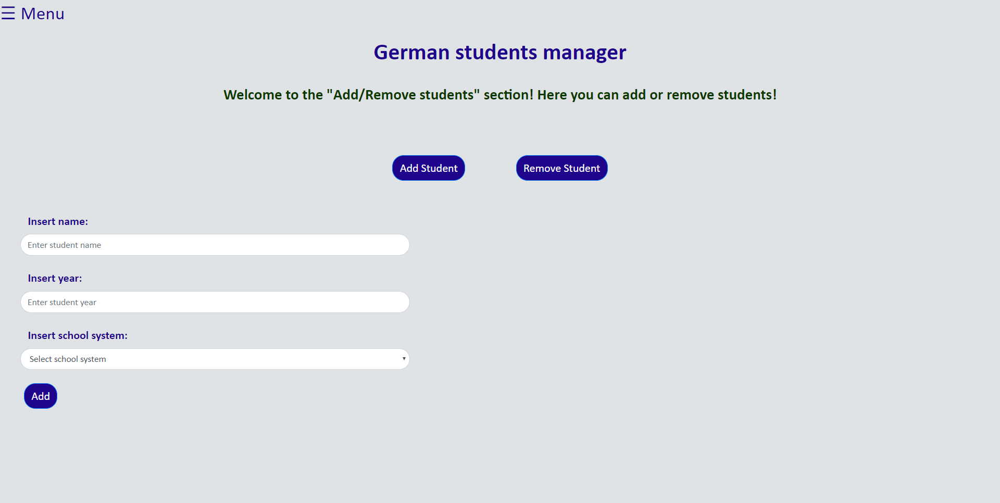 ☰ Menu
German students manager
Welcome to the "Add/Remove students" section! Here you can add or remove students!
Add Student
Remove Student
Insert name:
Enter student name
Insert year:
Enter student year
Insert school system:
Select school system
Add